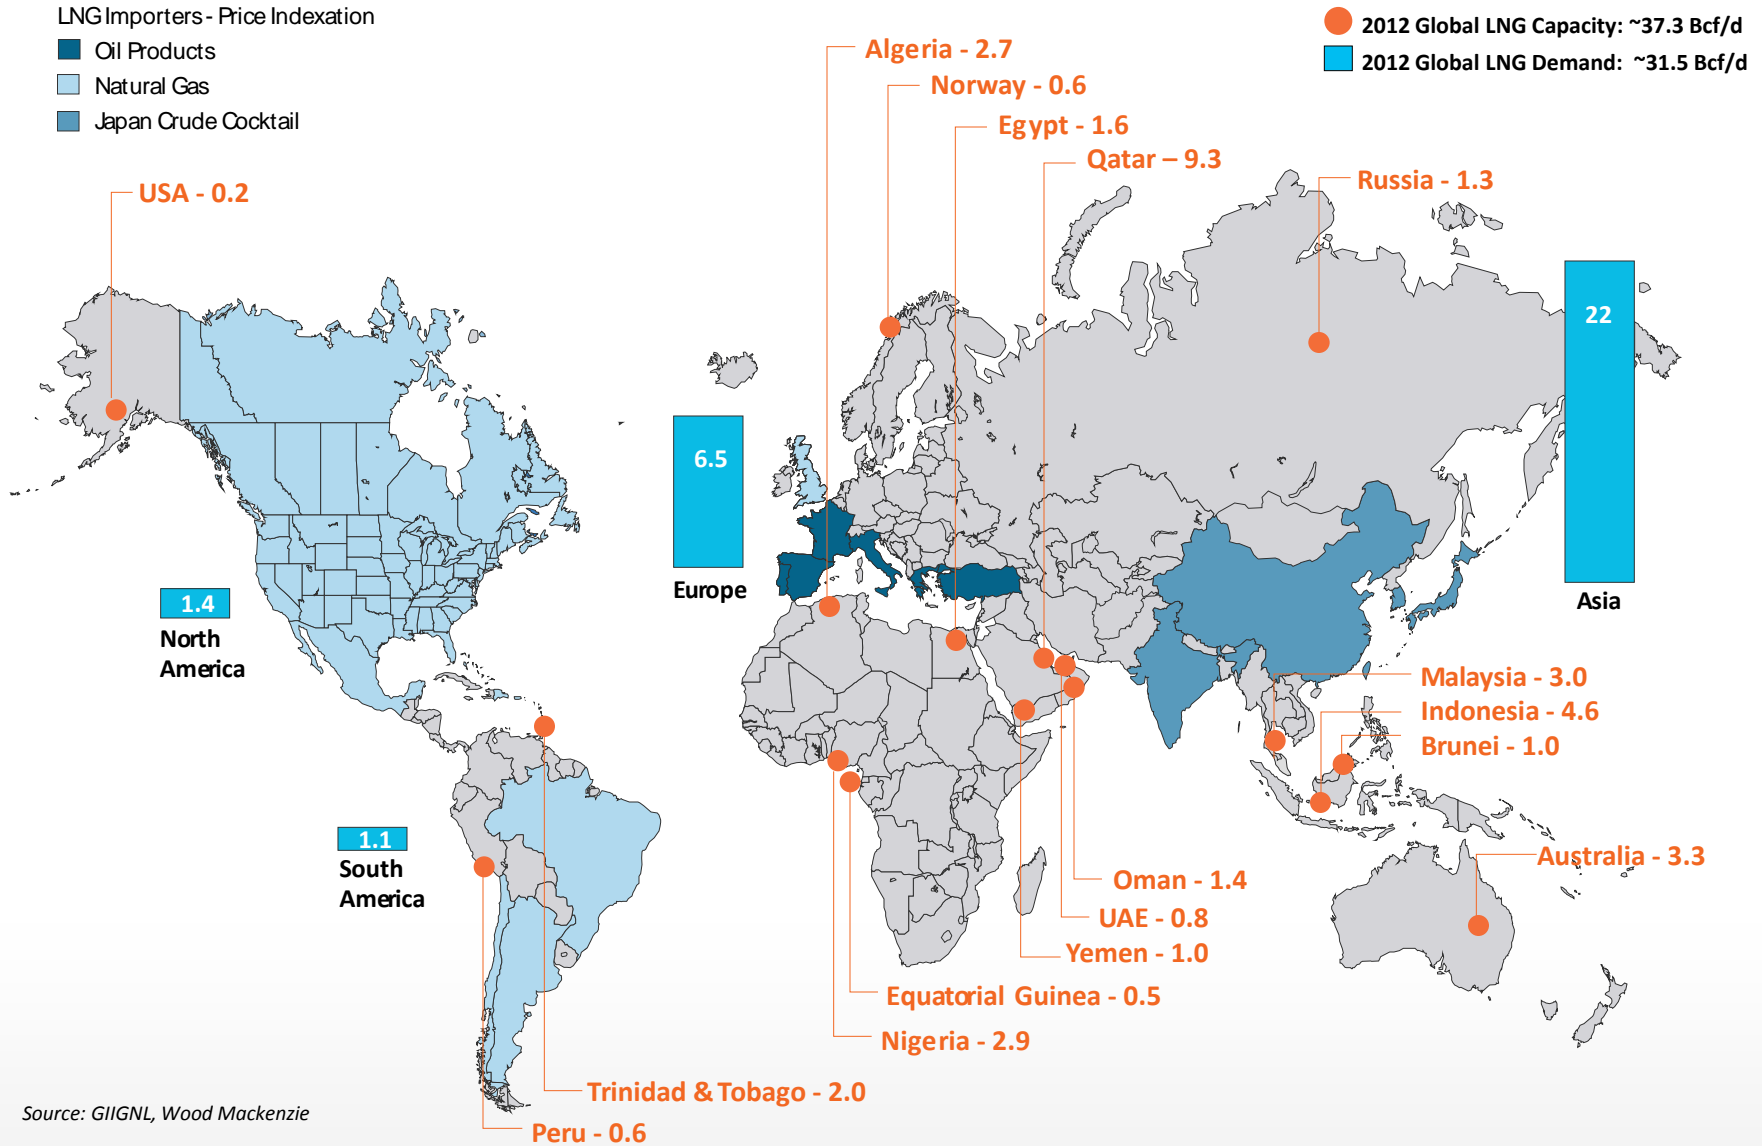 LNG Importers - Price Indexation
Oil Products
Natural Gas
Japan Crude Cocktail
2012 Global LNG Capacity: ~37.3 Bcf/d
2012 Global LNG Demand: ~31.5 Bcf/d
Algeria - 2.7
Norway - 0.6
Egypt - 1.6
Qatar – 9.3
Russia - 1.3
USA - 0.2
22
6.5
Europe
Asia
1.4
North
America
Malaysia - 3.0
Indonesia - 4.6
Brunei - 1.0
1.1
South
America
Australia - 3.3
Oman - 1.4
UAE - 0.8
Yemen - 1.0
Equatorial Guinea - 0.5
Nigeria - 2.9
Trinidad & Tobago - 2.0
Peru - 0.6
Source: GIIGNL, Wood Mackenzie